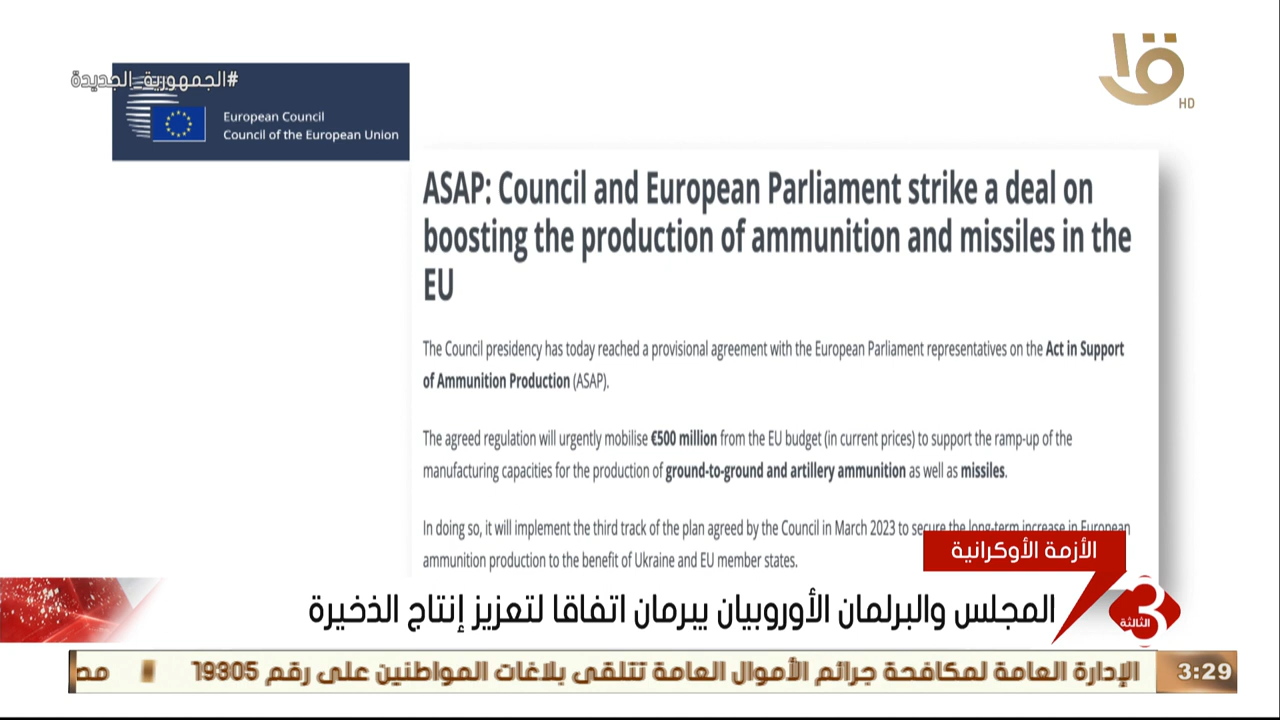 #الجمهورية_الجديدة
HD
European Council
Council of the European Union
ASAP: Council and European Parliament strike a deal on
boosting the production of ammunition and missiles in the
EU
The Council presidency has today reached a provisional agreement with the European Parliament representatives on the Act in Support
of Ammunition Production (ASAP).
The agreed regulation will urgently mobilise €500 million from the EU budget (in current prices) to support the ramp-up of the
manufacturing capacities for the production of ground-to-ground and artillery ammunition as well as missiles.
In doing so, it will implement the third track of the plan agreed by the Council in March 2023 to secure the long-term increase in European
ammunition production to the benefit of Ukraine and EU member states.
الأزمة الأوكرانية
المجلس والبرلمان الأوروبيان يبرمان اتفاقا لتعزيز إنتاج الذخيرة
3
الثالثة
3:29
الإدارة العامة لمكافحة جرائم الأموال العامة تتلقى بلاغات المواطنين على رقم 19805